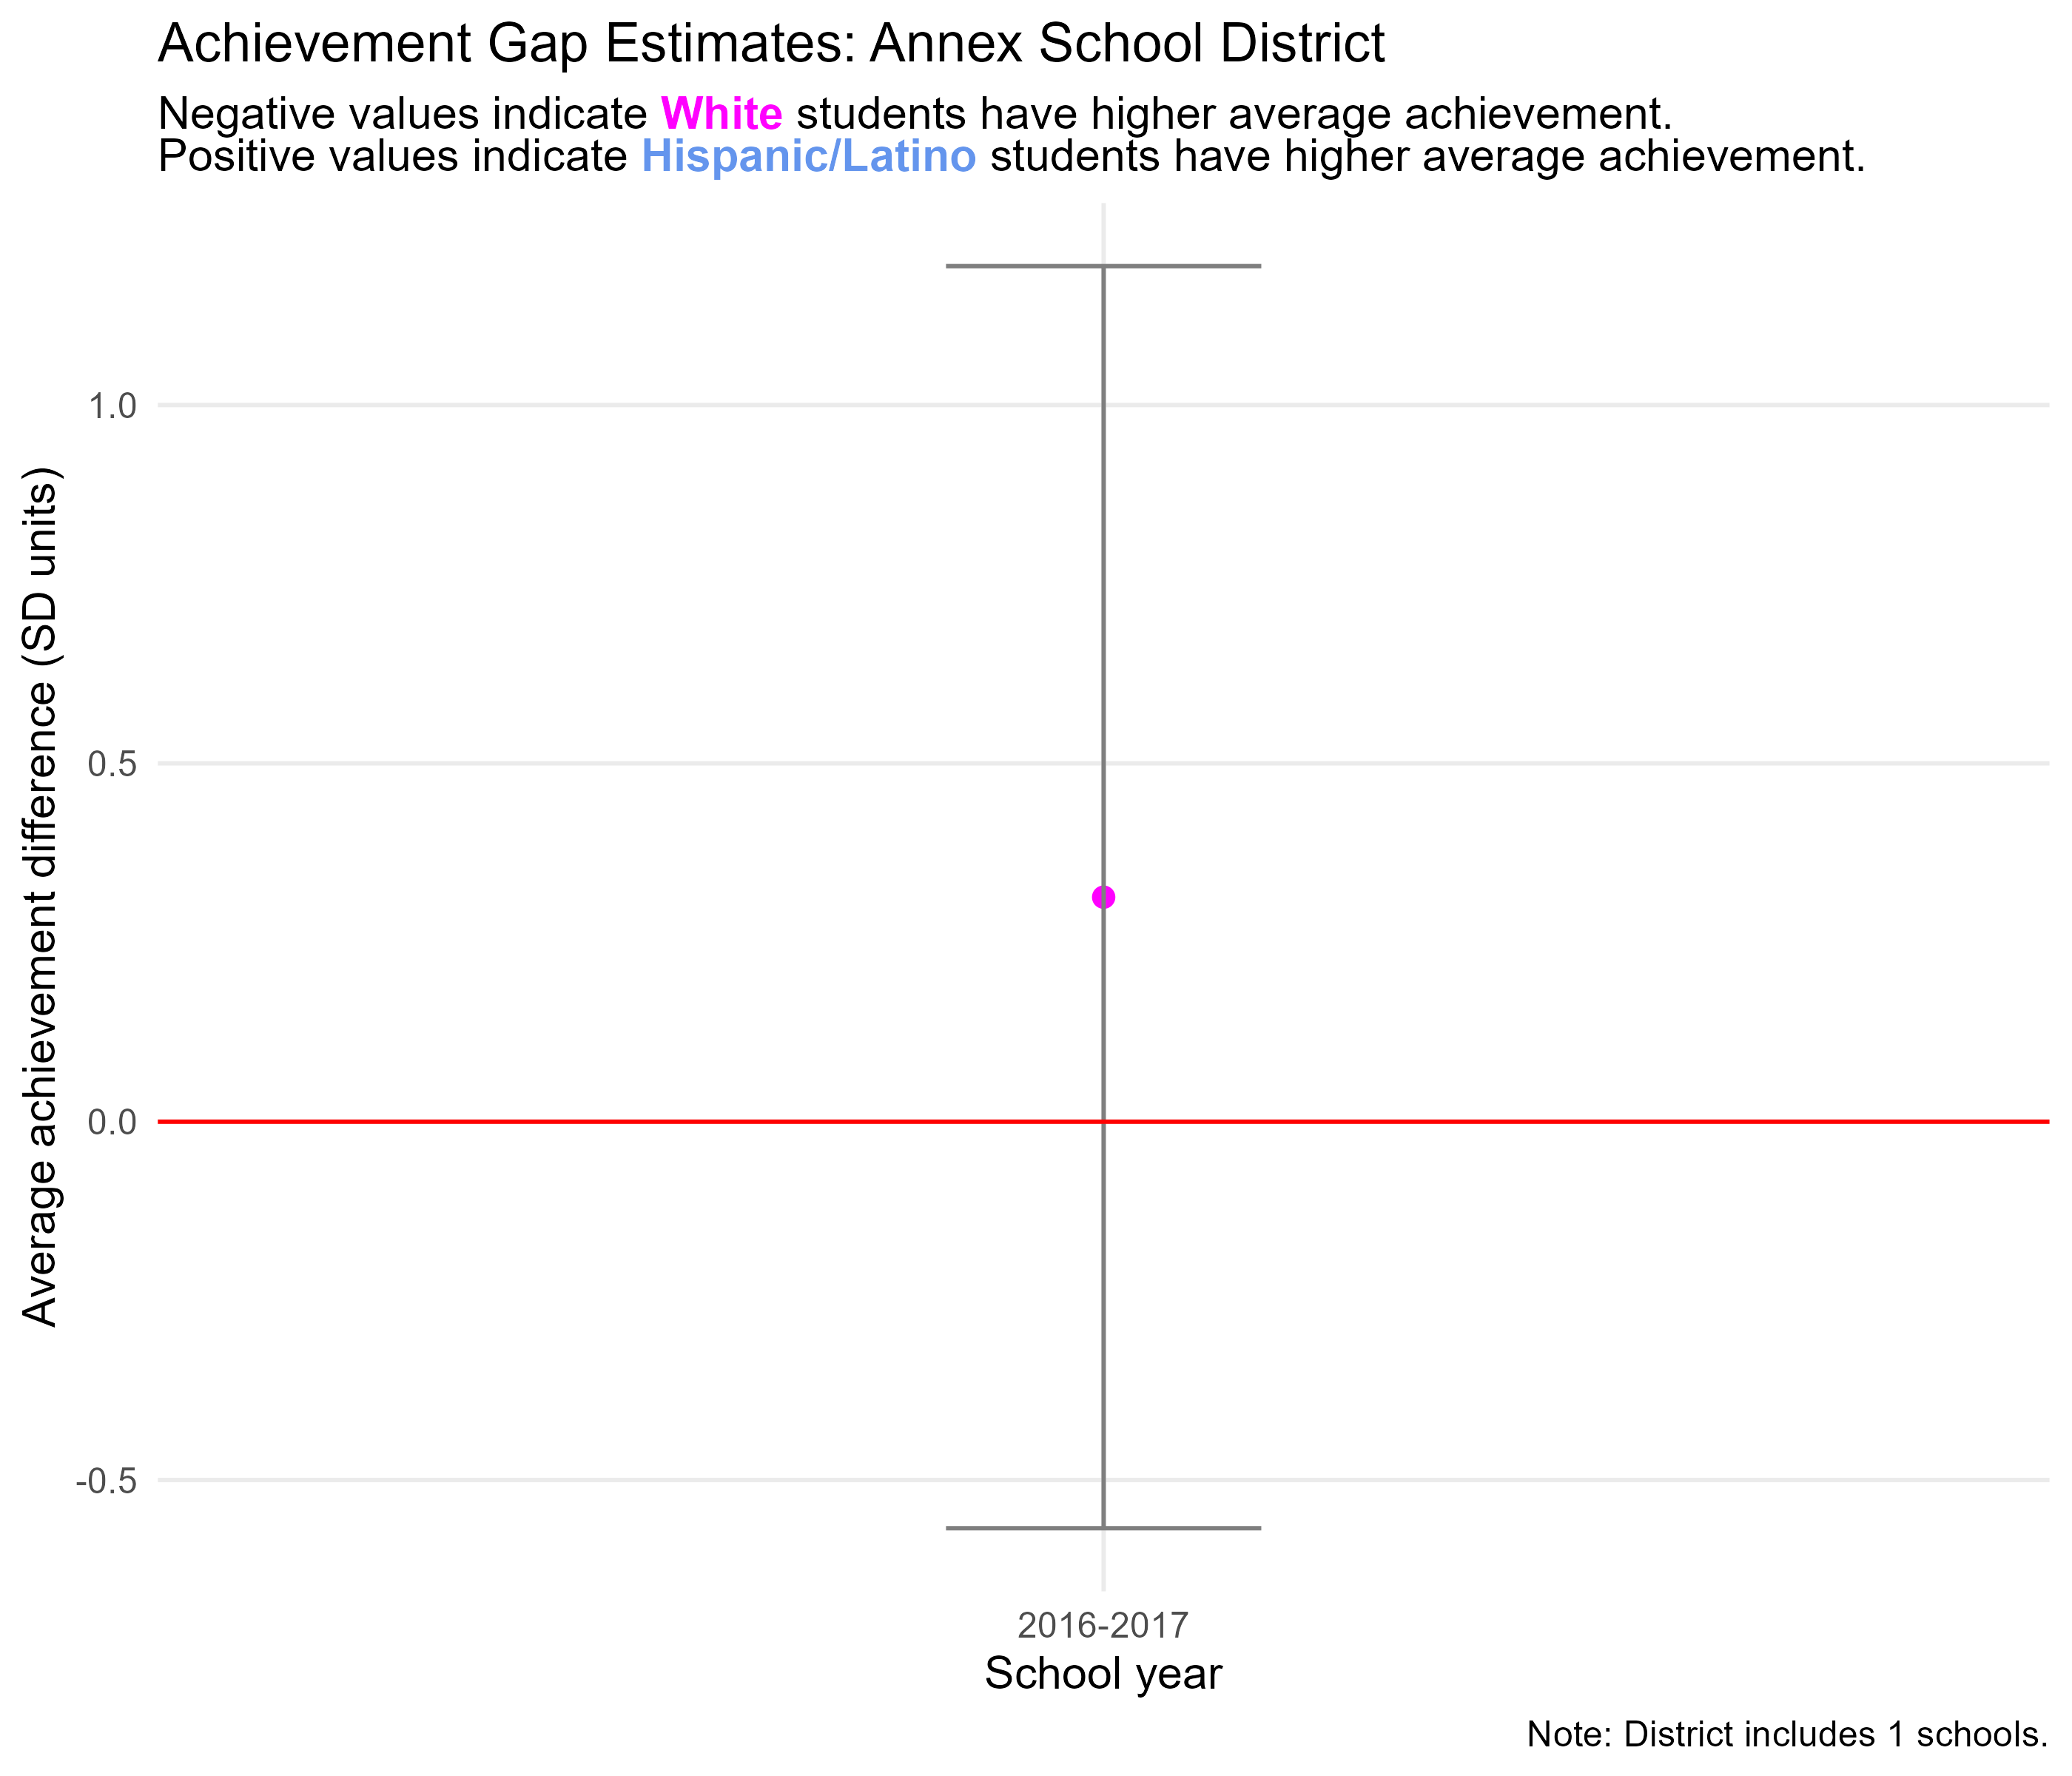 Achievement Gap Estimates: Annex School District
Negative values indicate White students have higher average achievement.
Positive values indicate Hispanic/Latino students have higher average achievement.
Average achievement difference (SD units)
1.0
0.5
0.0
-0.5
2016-2017
School year
Note: District includes 1 schools.